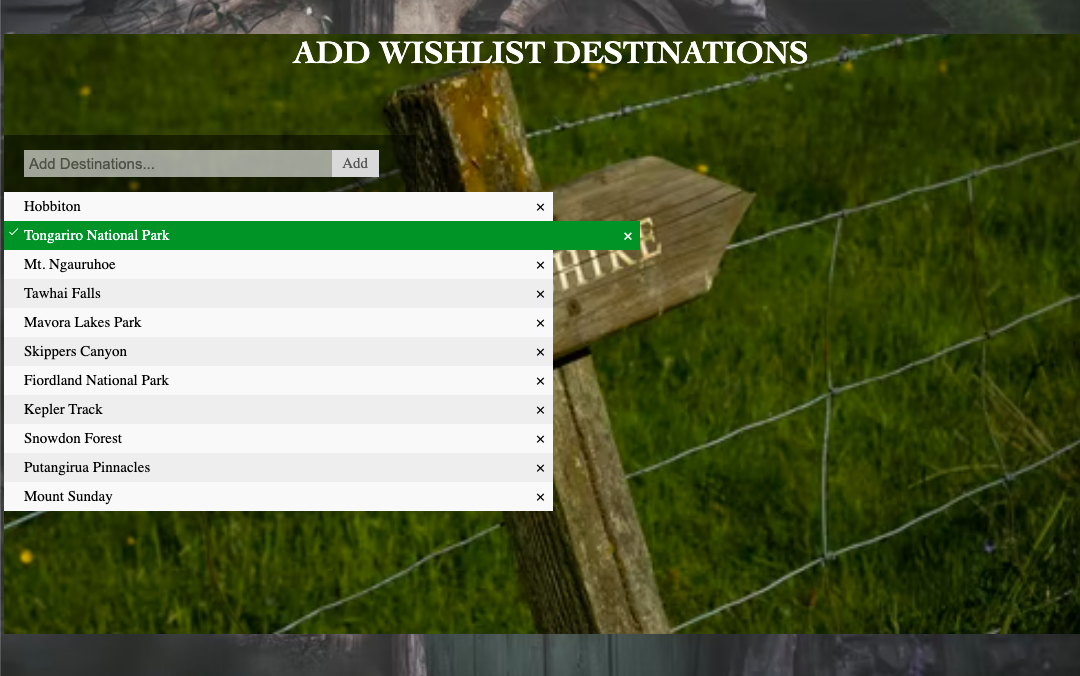 ADD WISHLIST DESTINATIONS
Add Destinations... Add
Hobbiton ×
✓ Tongariro National Park ×
Mt. Ngauruhoe ×
Tawhai Falls ×
Mavora Lakes Park ×
Skippers Canyon ×
Fiordland National Park ×
Kepler Track ×
Snowdon Forest ×
Putangirua Pinnacles ×
Mount Sunday ×